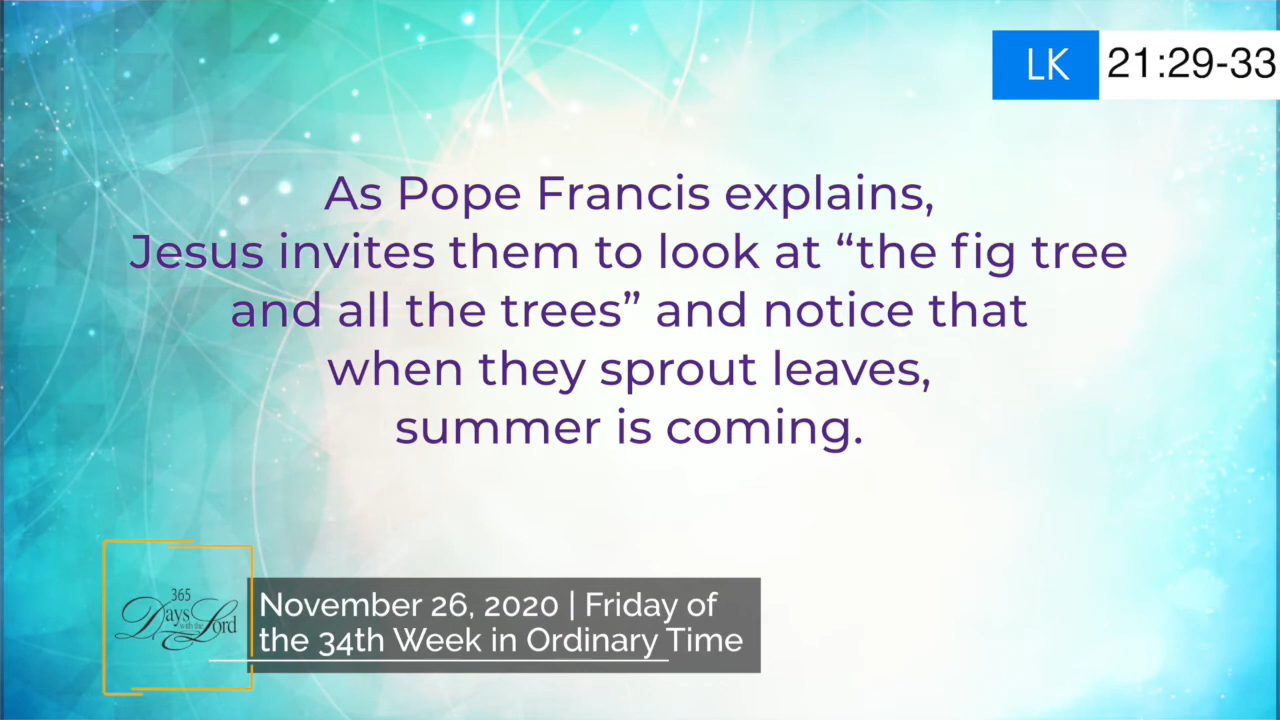 LK 21:29-33
As Pope Francis explains,
Jesus invites them to look at “the fig tree
and all the trees” and notice that
when they sprout leaves,
summer is coming.
365
Days
with the
Lord
November 26, 2020 | Friday of
the 34th Week in Ordinary Time